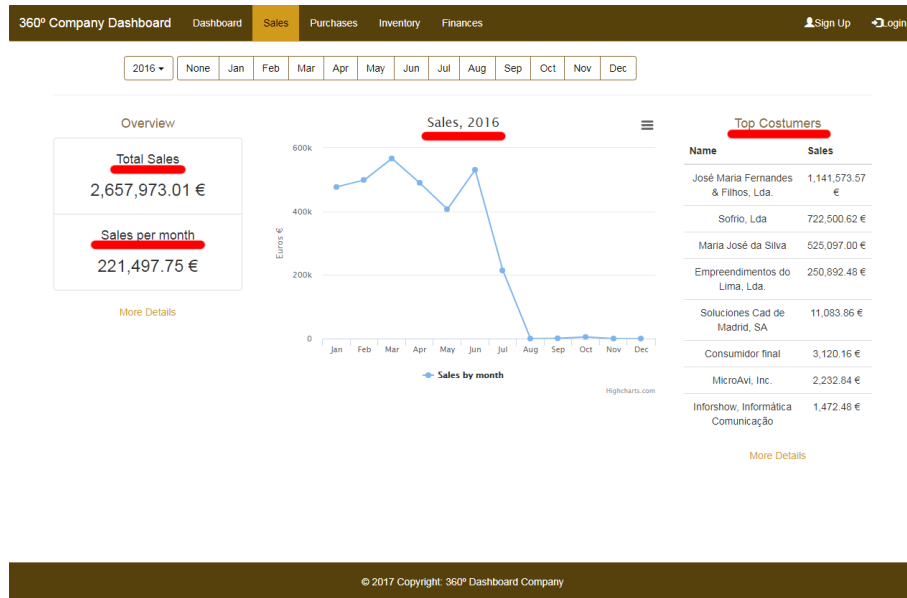 360º Company Dashboard Dashboard Sales Purchases Inventory Finances Sign Up Login
2016 None Jan Feb Mar Apr May Jun Jul Aug Sep Oct Nov Dec
Overview
Total Sales
2,657,973.01 €
Sales per month
221,497.75 €
More Details
Sales, 2016
Euros €
600k
400k
200k
0
Jan Feb Mar Apr May Jun Jul Aug Sep Oct Nov Dec
Sales by month
Highcharts.com
Top Costumers
Name Sales
José Maria Fernandes 1,141,573.57
& Filhos, Lda. €
Sofrio, Lda 722,500.62 €
Maria José da Silva 525,097.00 €
Empreendimentos do 250,892.48 €
Lima, Lda.
Soluciones Cad de 11,083.86 €
Madrid, SA
Consumidor final 3,120.16 €
MicroAvi, Inc. 2,232.84 €
Inforshow, Informática 1,472.48 €
Comunicação
More Details
© 2017 Copyright: 360º Dashboard Company